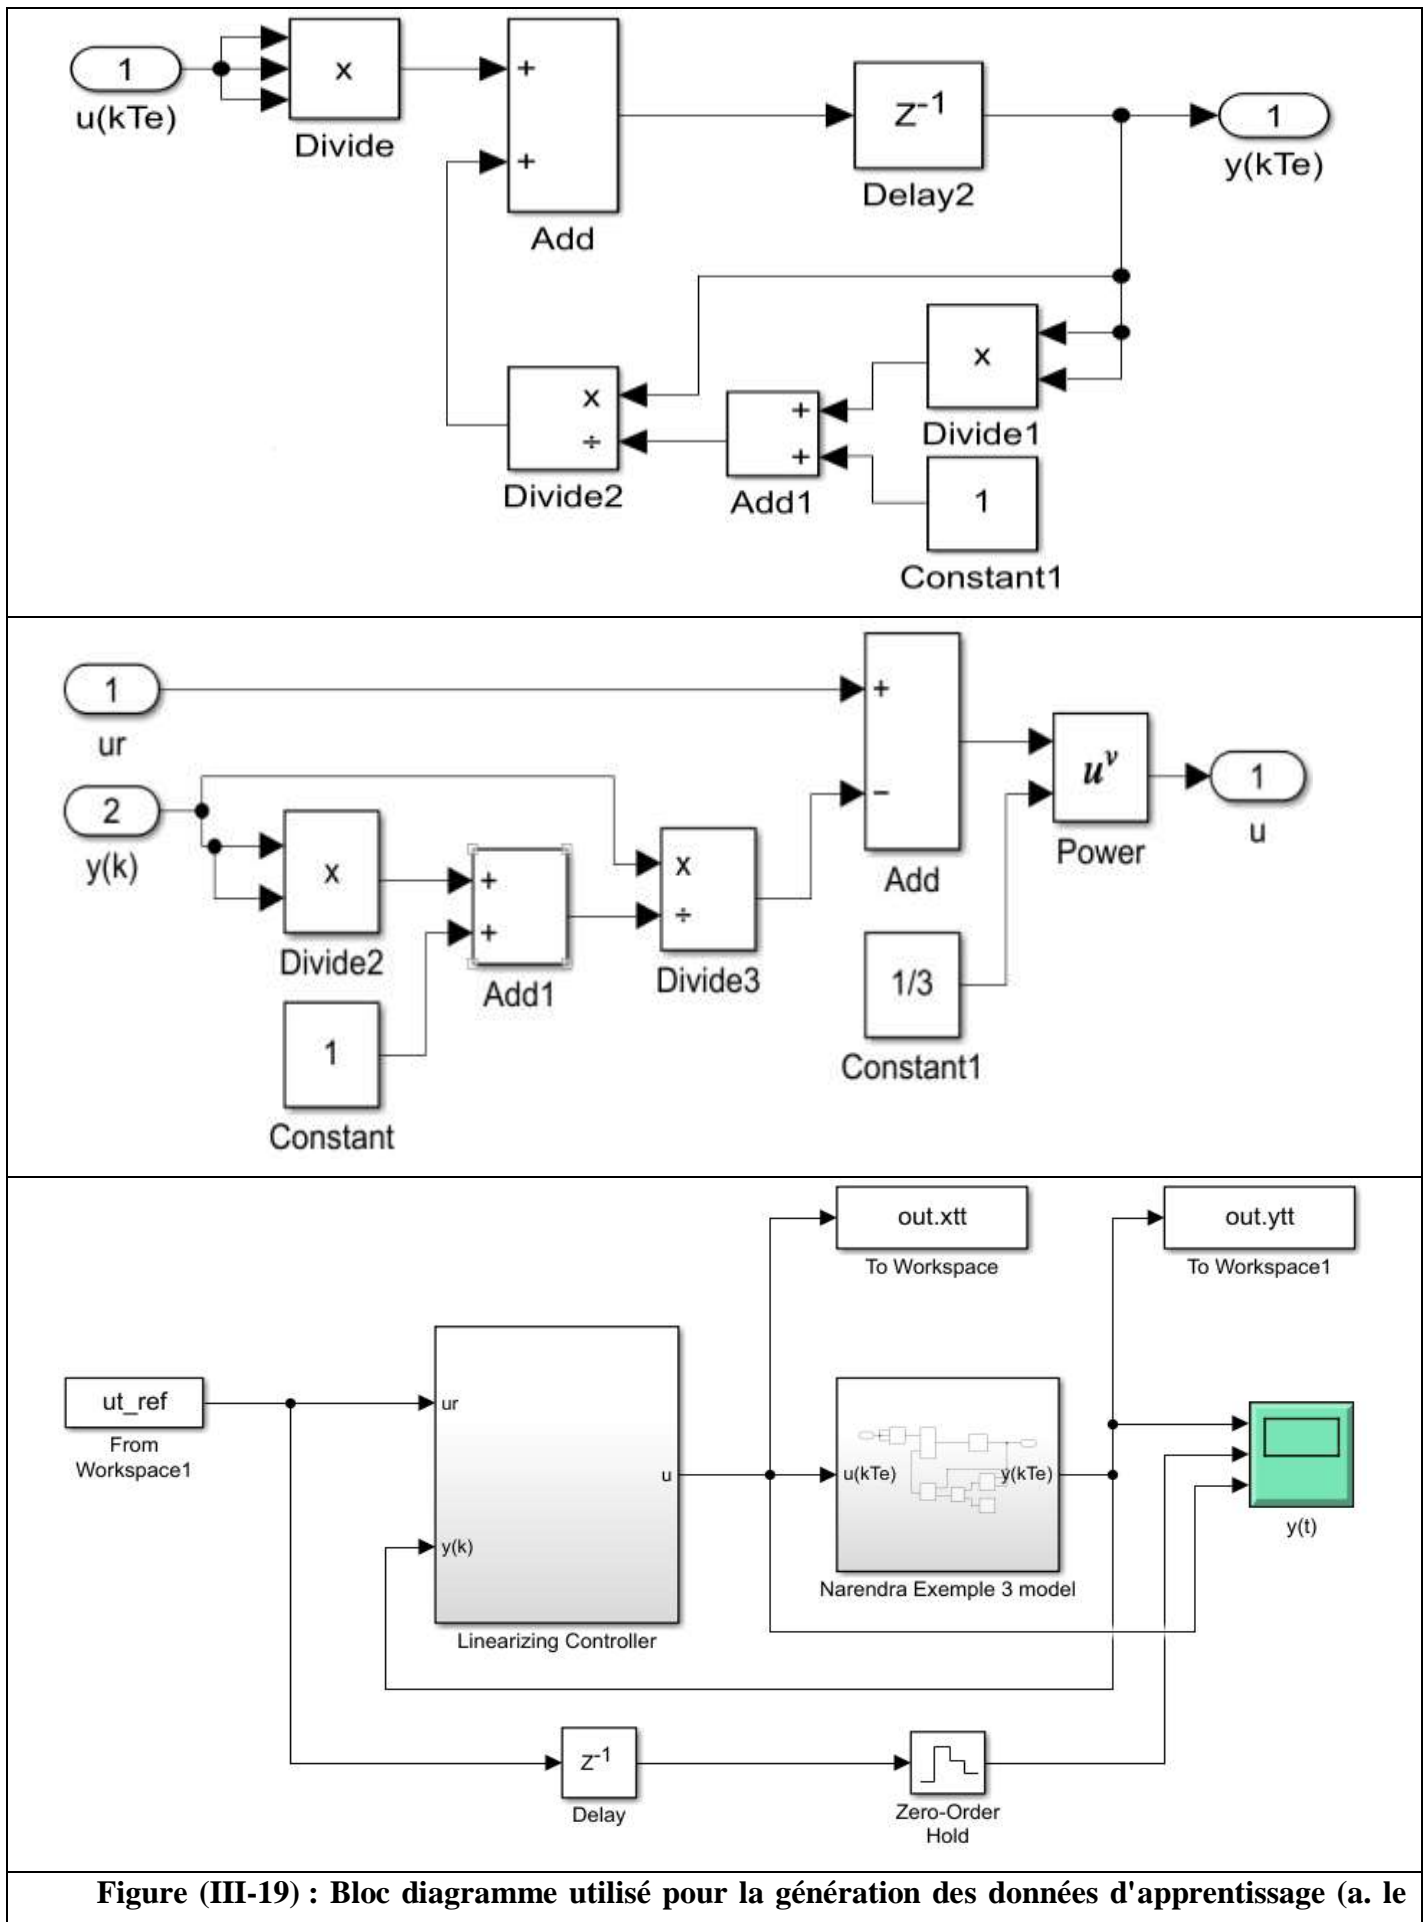 1
u(kTe)
x
Divide
+
+
Add
Z-1
Delay2
1
y(kTe)
x
÷
Divide2
+
+
Add1
x
Divide1
1
Constant1
1
ur
2
y(k)
x
Divide2
1
Constant
+
+
Add1
x
÷
Divide3
+
−
Add
1/3
Constant1
uᵛ
Power
1
u
out.xtt
To Workspace
out.ytt
To Workspace1
ut_ref
From
Workspace1
ur
u
y(k)
Linearizing Controller
u(kTe)
y(kTe)
Narendra Exemple 3 model
y(t)
Z-1
Delay
Zero-Order
Hold
Figure (III-19) : Bloc diagramme utilisé pour la génération des données d'apprentissage (a. le